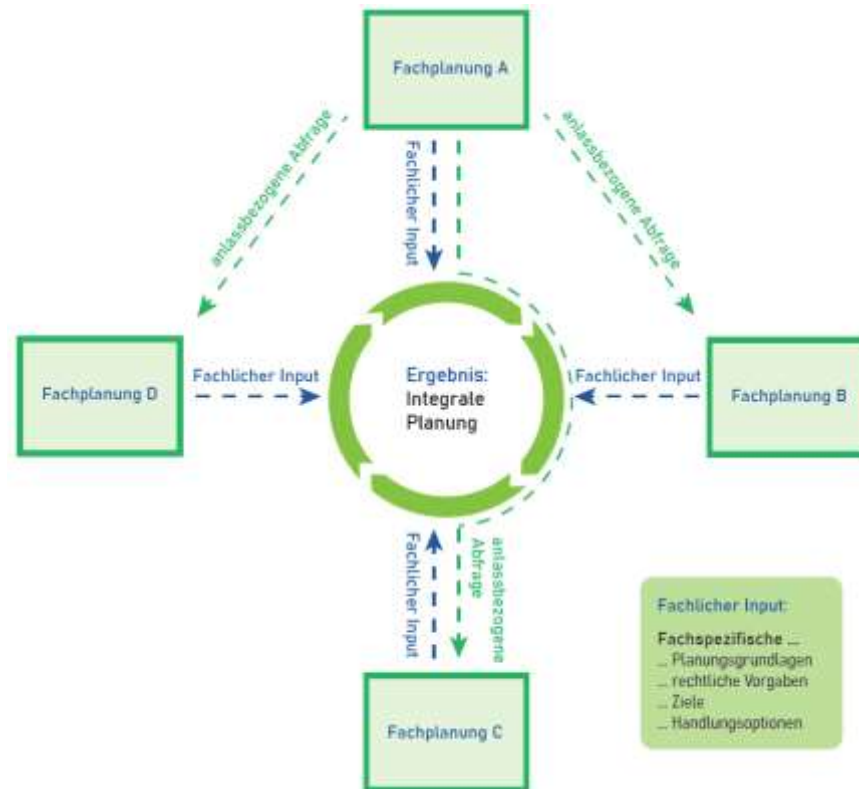 Fachplanung A
anlassbezogene Abfrage
Fachlicher Input
anlassbezogene Abfrage
Fachplanung D
Fachlicher Input
Ergebnis:
Integrale
Planung
Fachlicher Input
Fachplanung B
Fachlicher Input
anlassbezogene
Abfrage
Fachplanung C
Fachlicher Input:
Fachspezifische ...
... Planungsgrundlagen
... rechtliche Vorgaben
... Ziele
... Handlungsoptionen